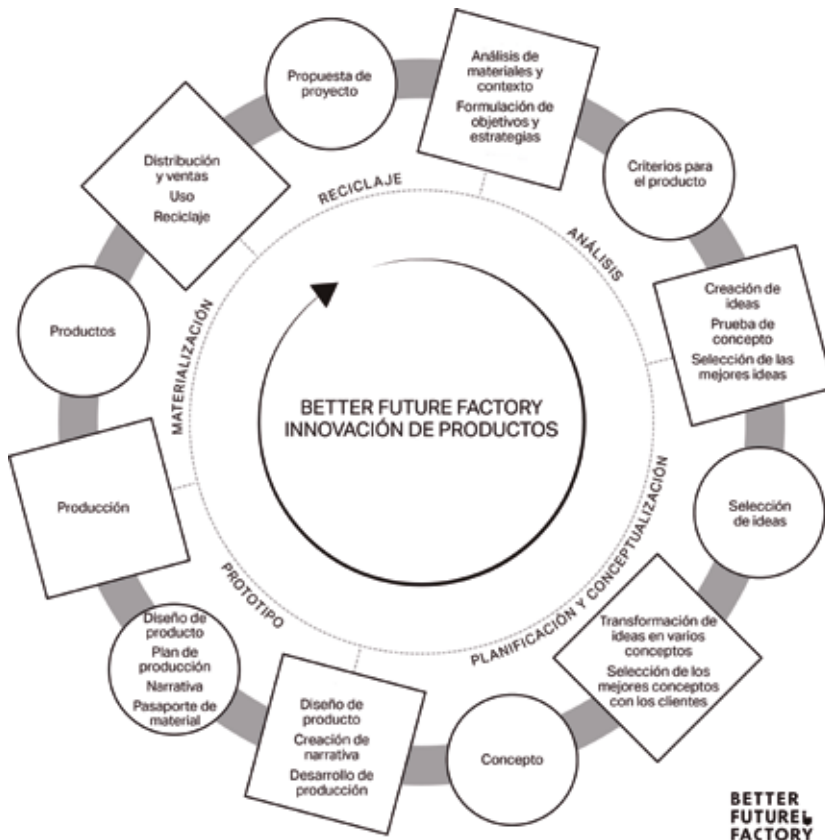 Propuesta de
proyecto
Análisis de
materiales y
contexto
Formulación de
objetivos y
estrategias
Criterios para
el producto
Creación de
ideas
Prueba de
concepto
Selección de las
mejores ideas
Selección
de ideas
Transformación de
ideas en varios
conceptos
Selección de los
mejores conceptos
con los clientes
Concepto
Diseño de
producto
Creación de
narrativa
Desarrollo de
producción
Diseño de
producto
Plan de
producción
Narrativa
Pasaporte de
material
Producción
Productos
Distribución
y ventas
Uso
Reciclaje
RECICLAJE
ANÁLISIS
PLANIFICACIÓN Y CONCEPTUALIZACIÓN
PROTOTIPO
MATERIALIZACIÓN
BETTER FUTURE FACTORY
INNOVACIÓN DE PRODUCTOS
BETTER
FUTURE
FACTORY